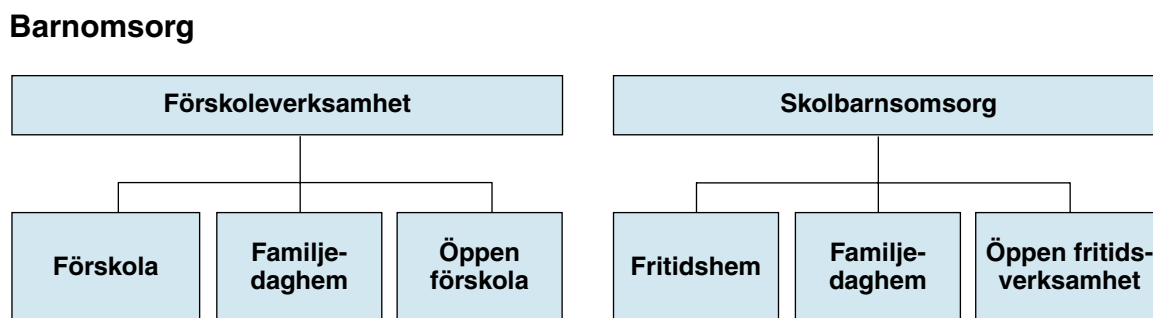 Barnomsorg
Förskoleverksamhet
Skolbarnsomsorg
Förskola
Familje-
daghem
Öppen
förskola
Fritidshem
Familje-
daghem
Öppen fritids-
verksamhet